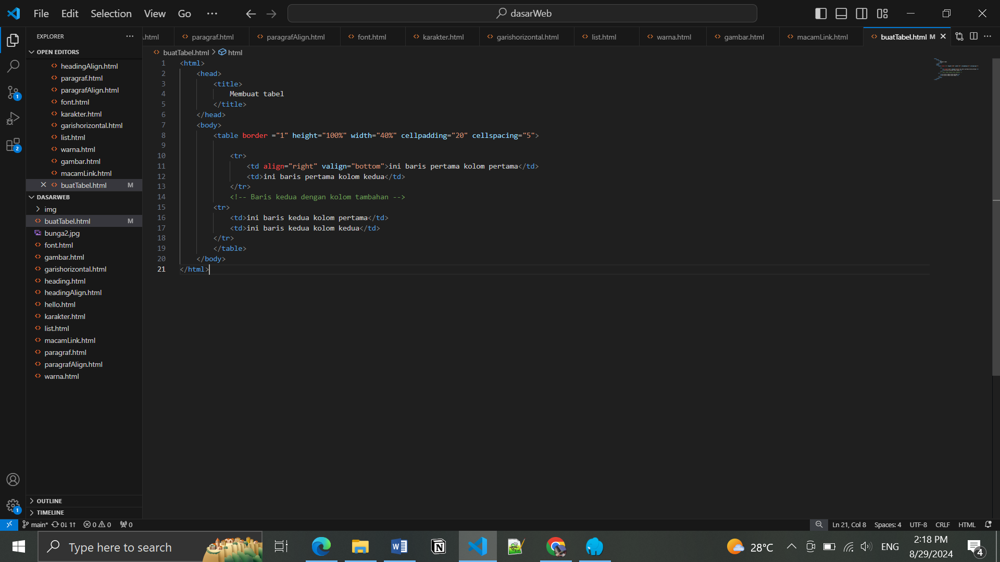 File Edit Selection View Go ··· dasarWeb
EXPLORER ···
OPEN EDITORS
headingAlign.html
paragraf.html
paragrafAlign.html
font.html
karakter.html
garishorizontal.html
list.html
warna.html
gambar.html
macamLink.html
buatTabel.html M
DASARWEB
img
buatTabel.html M
bunga2.jpg
font.html
gambar.html
garishorizontal.html
heading.html
headingAlign.html
hello.html
karakter.html
list.html
macamLink.html
paragraf.html
paragrafAlign.html
warna.html
OUTLINE
TIMELINE
1
2
1
.html paragraf.html paragrafAlign.html font.html karakter.html garishorizontal.html list.html warna.html gambar.html macamLink.html buatTabel.html M
buatTabel.html > html
1 <html>
2 <head>
3 <title>
4 Membuat tabel
5 </title>
6 </head>
7 <body>
8 <table border ="1" height="100%" width="40%" cellpadding="20" cellspacing="5">
9
10 <tr>
11 <td align="right" valign="bottom">ini baris pertama kolom pertama</td>
12 <td>ini baris pertama kolom kedua</td>
13 </tr>
14 <!-- Baris kedua dengan kolom tambahan -->
15 <tr>
16 <td>ini baris kedua kolom pertama</td>
17 <td>ini baris kedua kolom kedua</td>
18 </tr>
19 </table>
20 </body>
21 </html>
main* 0↓ 1↑ 0 0 0 Ln 21, Col 8 Spaces: 4 UTF-8 CRLF HTML
Type here to search 28°C ENG 2:18 PM
8/29/2024 4